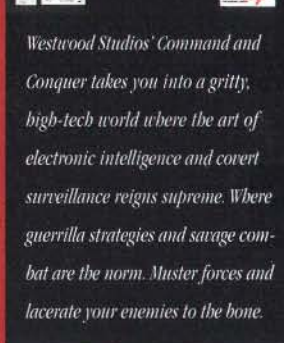 Westwood Studios' Command and
Conquer takes you into a gritty,
high-tech world where the art of
electronic intelligence and covert
surveillance reigns supreme. Where
guerrilla strategies and savage com-
bat are the norm. Muster forces and
lacerate your enemies to the bone.